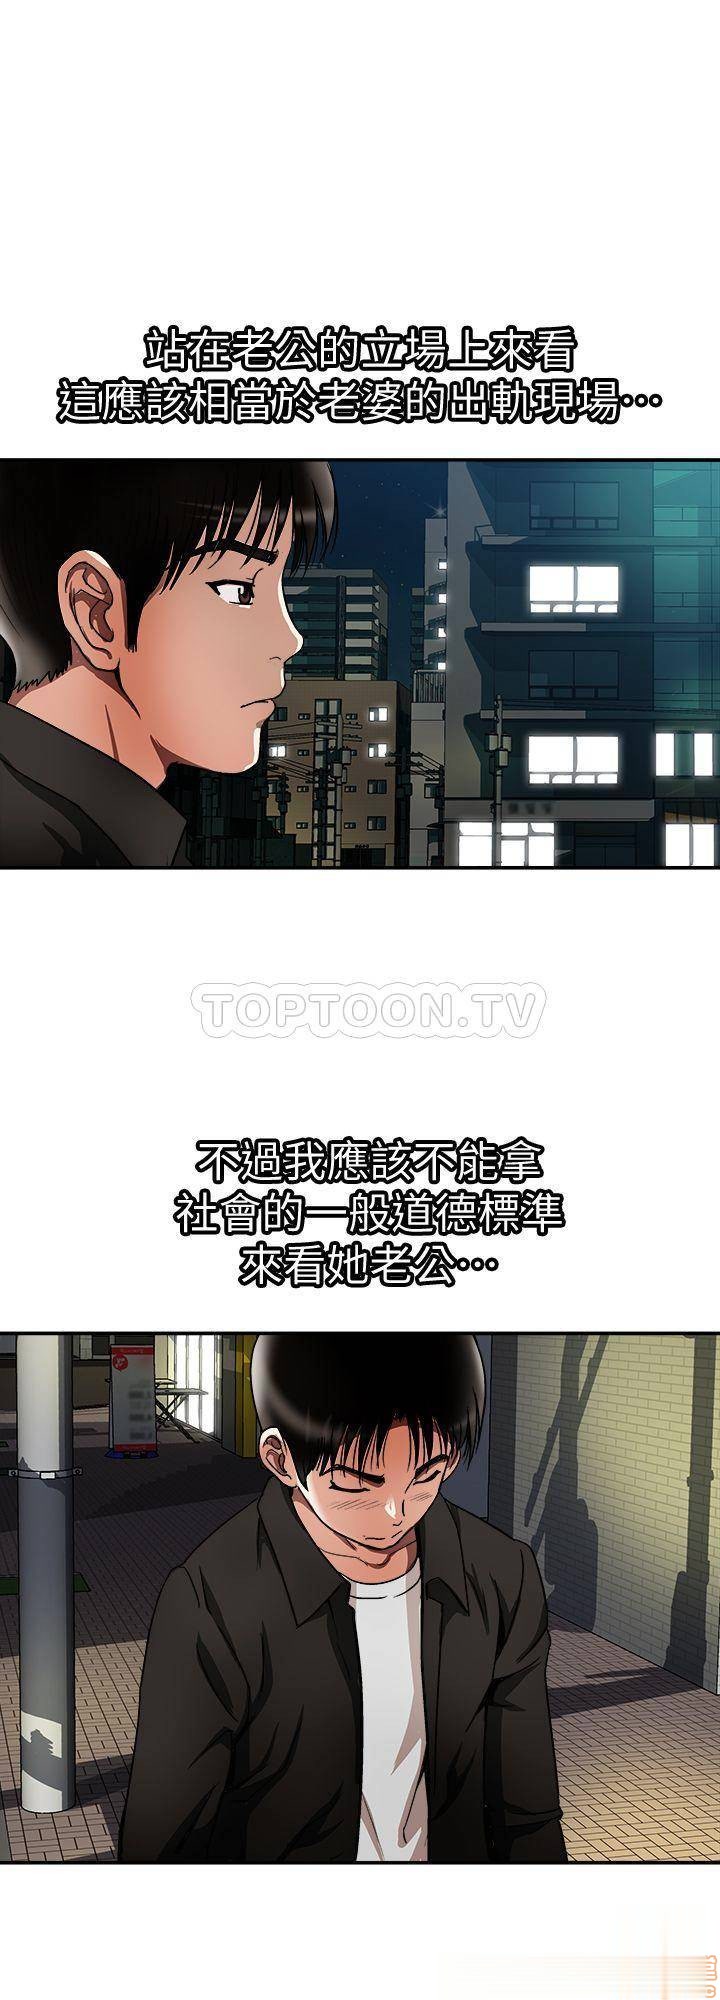 站在老公的立場上來看
這應該相當於老婆的出軌現場…
TOPTOON.TV
不過我應該不能拿
社會的一般道德標準
來看她老公…